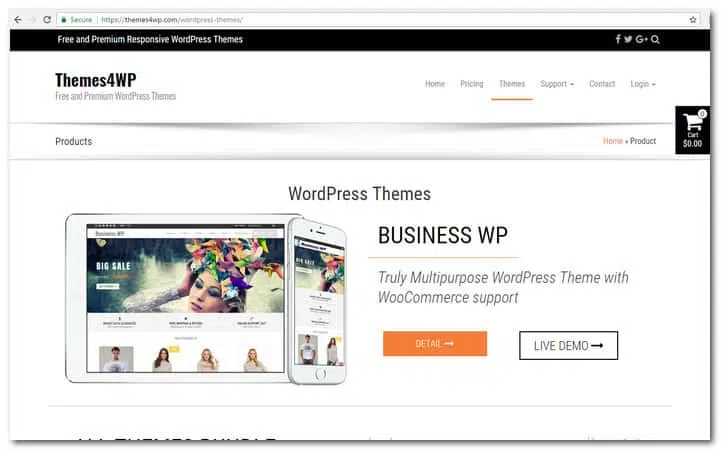 Secure https://themes4wp.com/wordpress-themes/
Free and Premium Responsive WordPress Themes
Themes4WP
Free and Premium WordPress Themes
Home Pricing Themes Support Contact Login
0
Cart
$0.00
Products
Home » Product
WordPress Themes
Business WP
BIG SALE
BUSINESS WP
Truly Multipurpose WordPress Theme with
WooCommerce support
DETAIL
LIVE DEMO